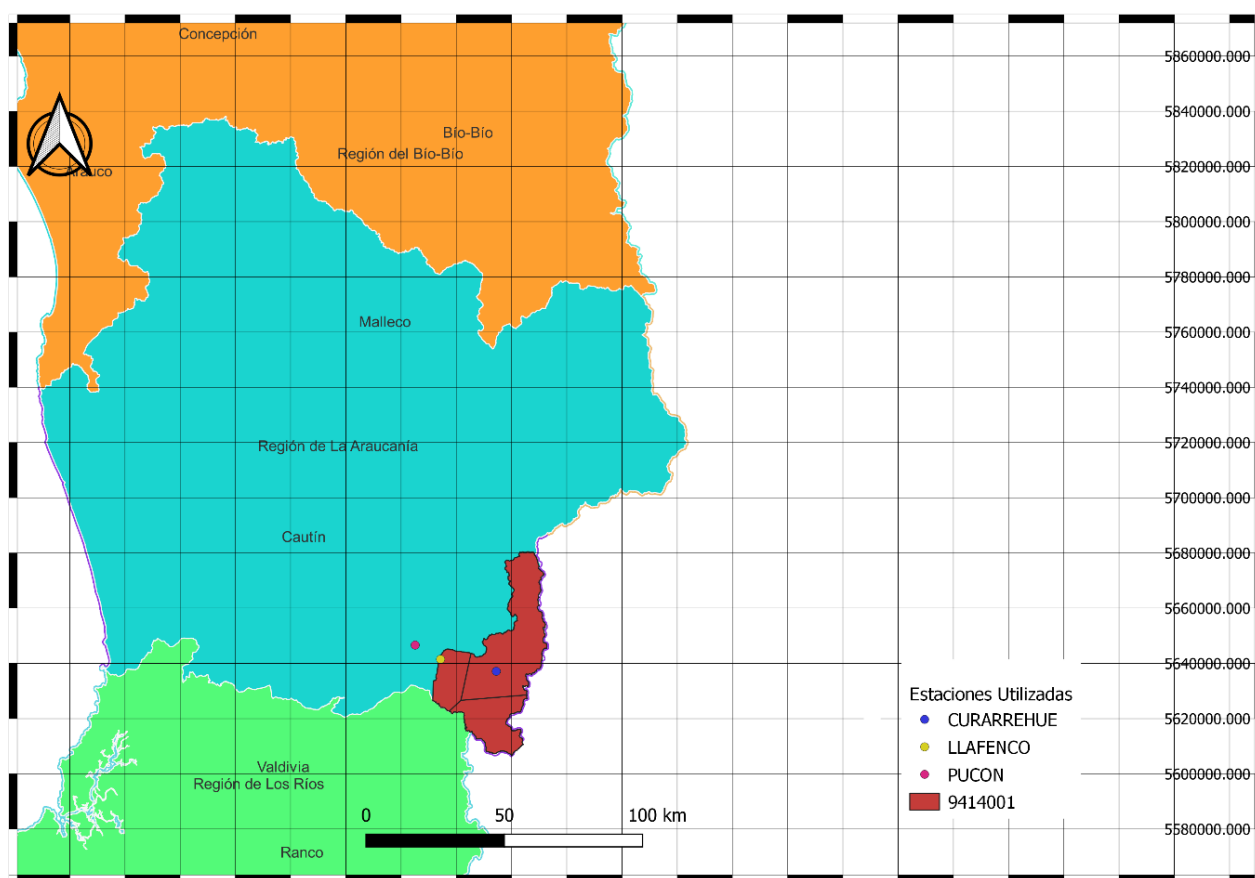 Concepción
5860000.000
5840000.000
Bío-Bío
Región del Bío-Bío
5820000.000
Arauco
5800000.000
5780000.000
Malleco
5760000.000
5740000.000
5720000.000
Región de La Araucanía
5700000.000
Cautín
5680000.000
5660000.000
5640000.000
Estaciones Utilizadas
CURARREHUE
LLAFENCO
PUCON
9414001
5620000.000
5600000.000
5580000.000
Valdivia
Región de Los Ríos
0 50 100 km
Ranco